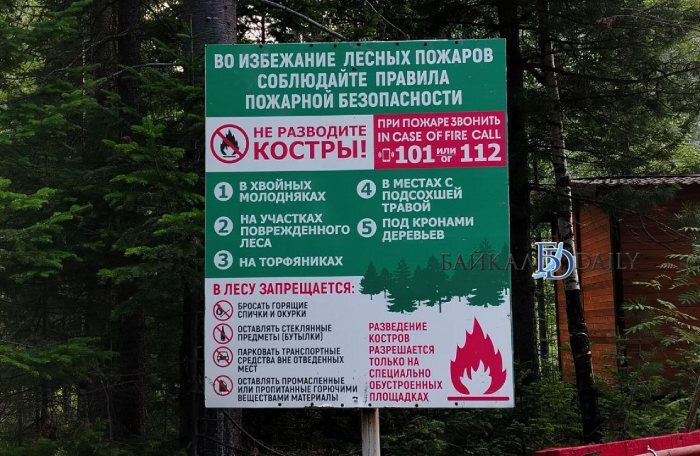 ВО ИЗБЕЖАНИЕ ЛЕСНЫХ ПОЖАРОВ
СОБЛЮДАЙТЕ ПРАВИЛА
ПОЖАРНОЙ БЕЗОПАСНОСТИ
НЕ РАЗВОДИТЕ
КОСТРЫ!
ПРИ ПОЖАРЕ ЗВОНИТЬ
IN CASE OF FIRE CALL
101 или or 112
1 В ХВОЙНЫХ
МОЛОДНЯКАХ
2 НА УЧАСТКАХ
ПОВРЕЖДЕННОГО
ЛЕСА
3 НА ТОРФЯНИКАХ
4 В МЕСТАХ С
ПОДСОХШЕЙ
ТРАВОЙ
5 ПОД КРОНАМИ
ДЕРЕВЬЕВ
БАЙКАЛ BD DAILY
В ЛЕСУ ЗАПРЕЩАЕТСЯ:
БРОСАТЬ ГОРЯЩИЕ
СПИЧКИ И ОКУРКИ
ОСТАВЛЯТЬ СТЕКЛЯННЫЕ
ПРЕДМЕТЫ (БУТЫЛКИ)
ПАРКОВАТЬ ТРАНСПОРТНЫЕ
СРЕДСТВА ВНЕ ОТВЕДЕННЫХ
МЕСТ
ОСТАВЛЯТЬ ПРОМАСЛЕННЫЕ
ИЛИ ПРОПИТАННЫЕ ГОРЮЧИМИ
ВЕЩЕСТВАМИ МАТЕРИАЛЫ
РАЗВЕДЕНИЕ
КОСТРОВ
РАЗРЕШАЕТСЯ
ТОЛЬКО НА
СПЕЦИАЛЬНО
ОБУСТРОЕННЫХ
ПЛОЩАДКАХ